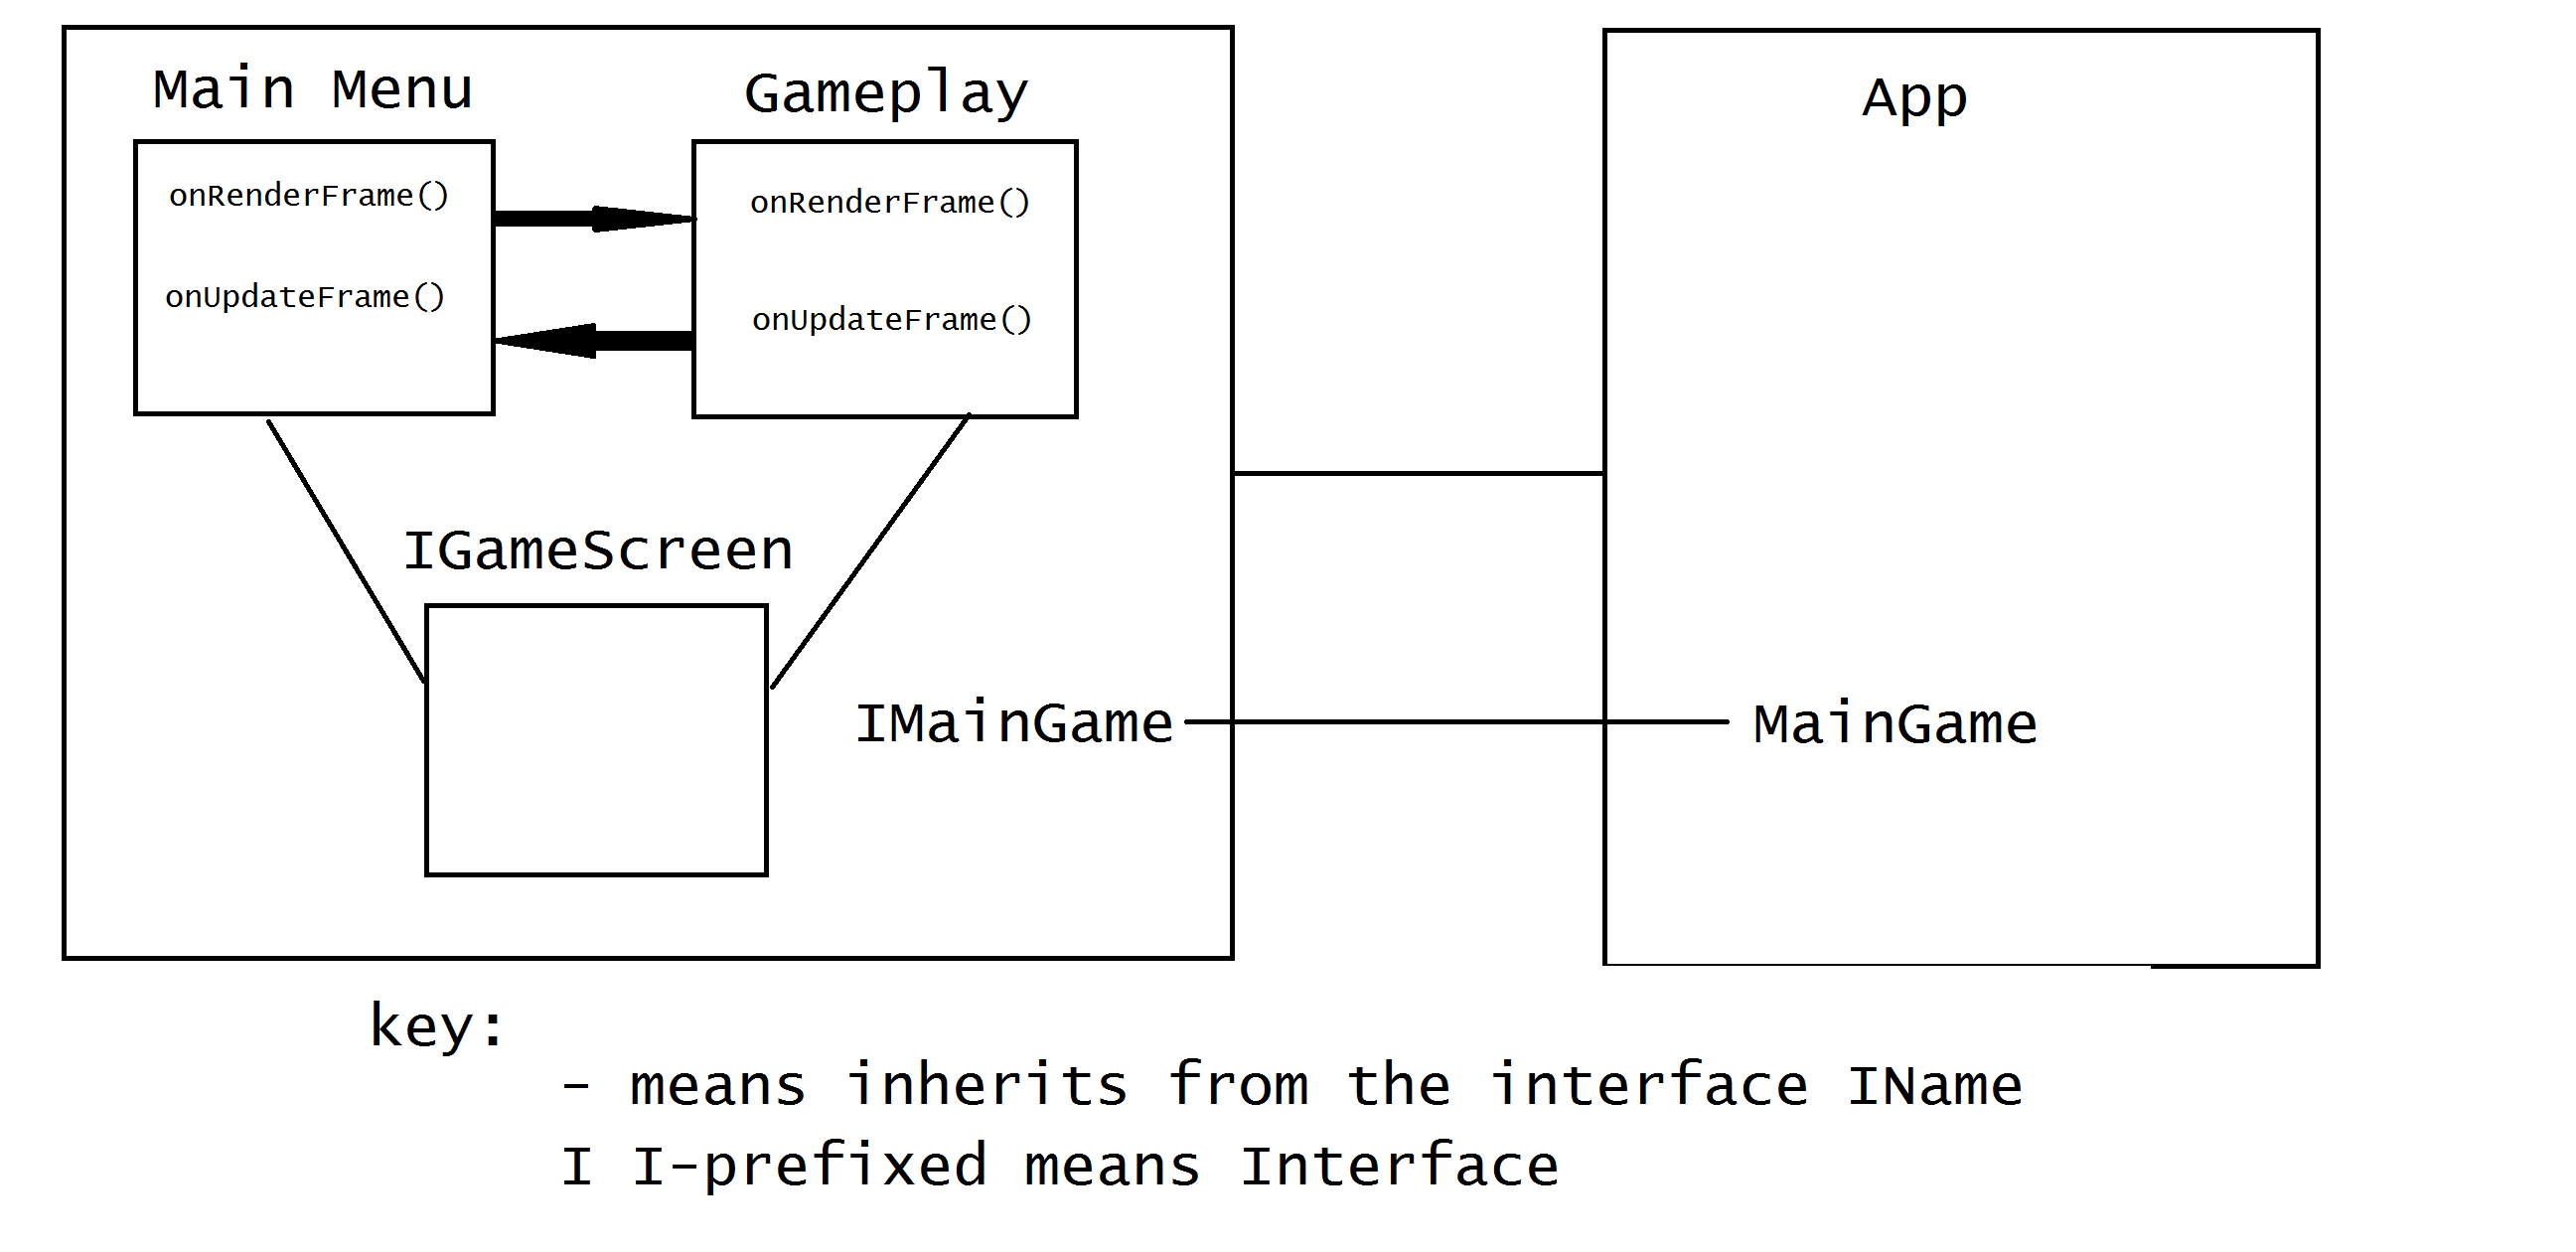 Main Menu
Gameplay
App
onRenderFrame()
onRenderFrame()
onUpdateFrame()
onUpdateFrame()
IGameScreen
IMainGame
MainGame
key:
- means inherits from the interface IName
I I-prefixed means Interface